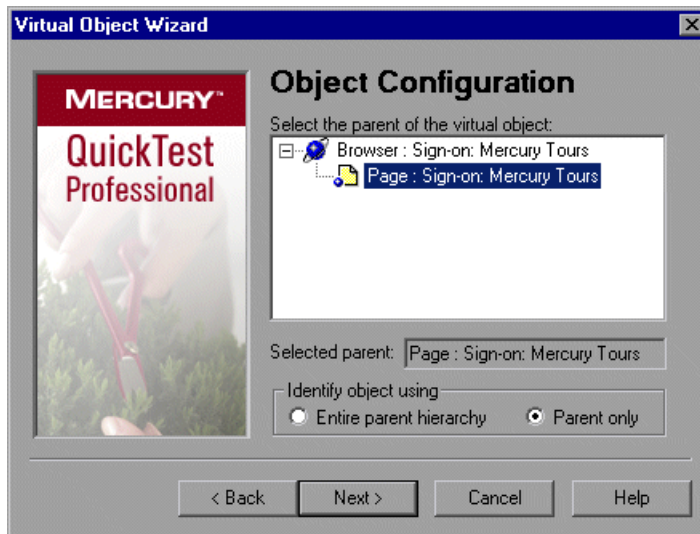 Virtual Object Wizard
MERCURY™
QuickTest
Professional
Object Configuration
Select the parent of the virtual object:
Browser : Sign-on: Mercury Tours
Page : Sign-on: Mercury Tours
Selected parent: Page : Sign-on: Mercury Tours
Identify object using
Entire parent hierarchy Parent only
< Back Next > Cancel Help